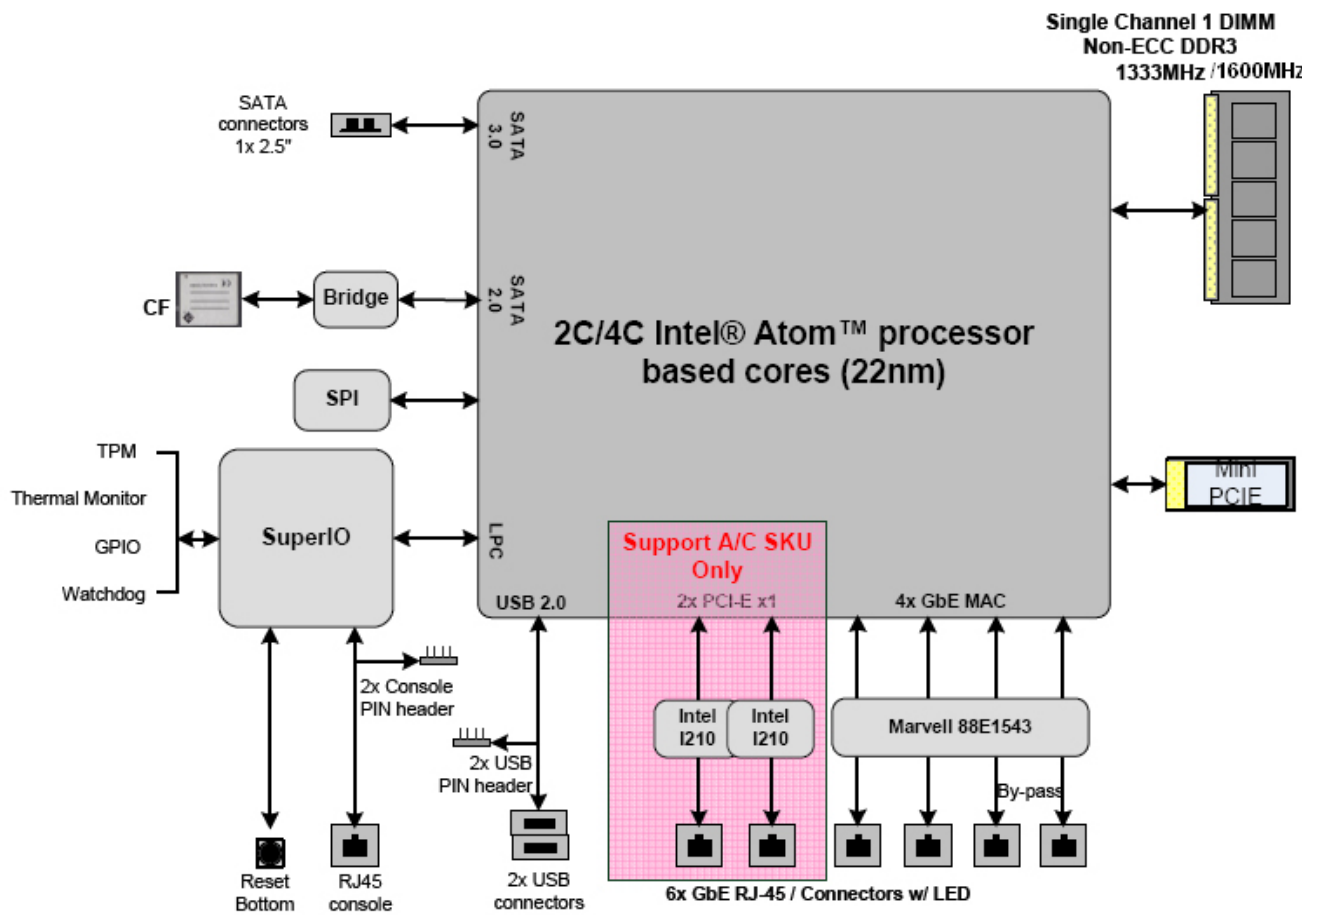 Single Channel 1 DIMM
Non-ECC DDR3
1333MHz /1600MHz
SATA
connectors
1x 2.5"
SATA
3.0
CF
Bridge
SATA
2.0
2C/4C Intel® Atom™ processor
based cores (22nm)
SPI
TPM
Thermal Monitor
GPIO
Watchdog
SuperIO
LPC
Mini
PCIE
Support A/C SKU
Only
USB 2.0
2x PCI-E x1
4x GbE MAC
2x Console
PIN header
2x USB
PIN header
Intel
I210
Intel
I210
Marvell 88E1543
By-pass
Reset
Bottom
RJ45
console
2x USB
connectors
6x GbE RJ-45 / Connectors w/ LED